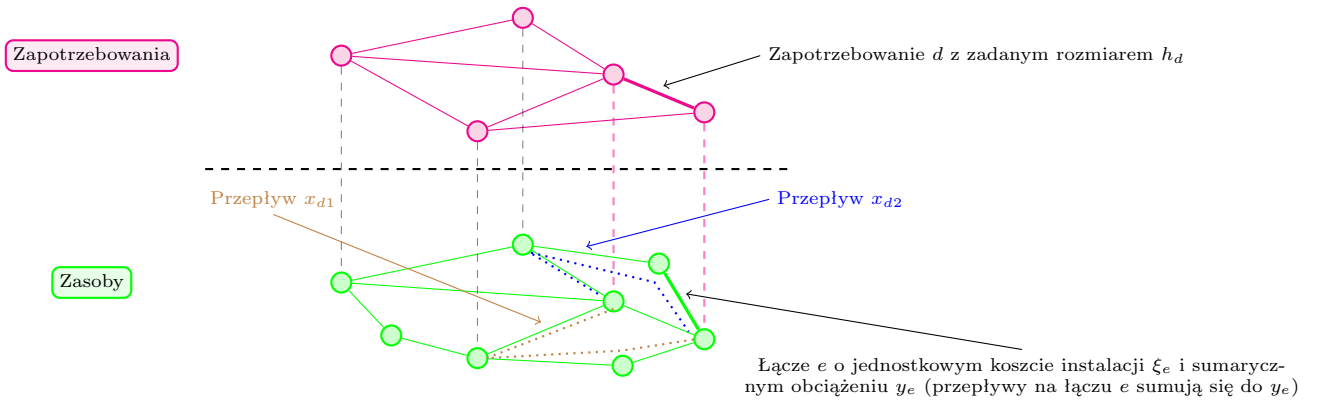 Zapotrzebowania
Zapotrzebowanie d z zadanym rozmiarem h_d
Przepływ x_{d1}
Przepływ x_{d2}
Zasoby
Łącze e o jednostkowym koszcie instalacji ξ_e i sumarycz-
nym obciążeniu y_e (przepływy na łączu e sumują się do y_e)